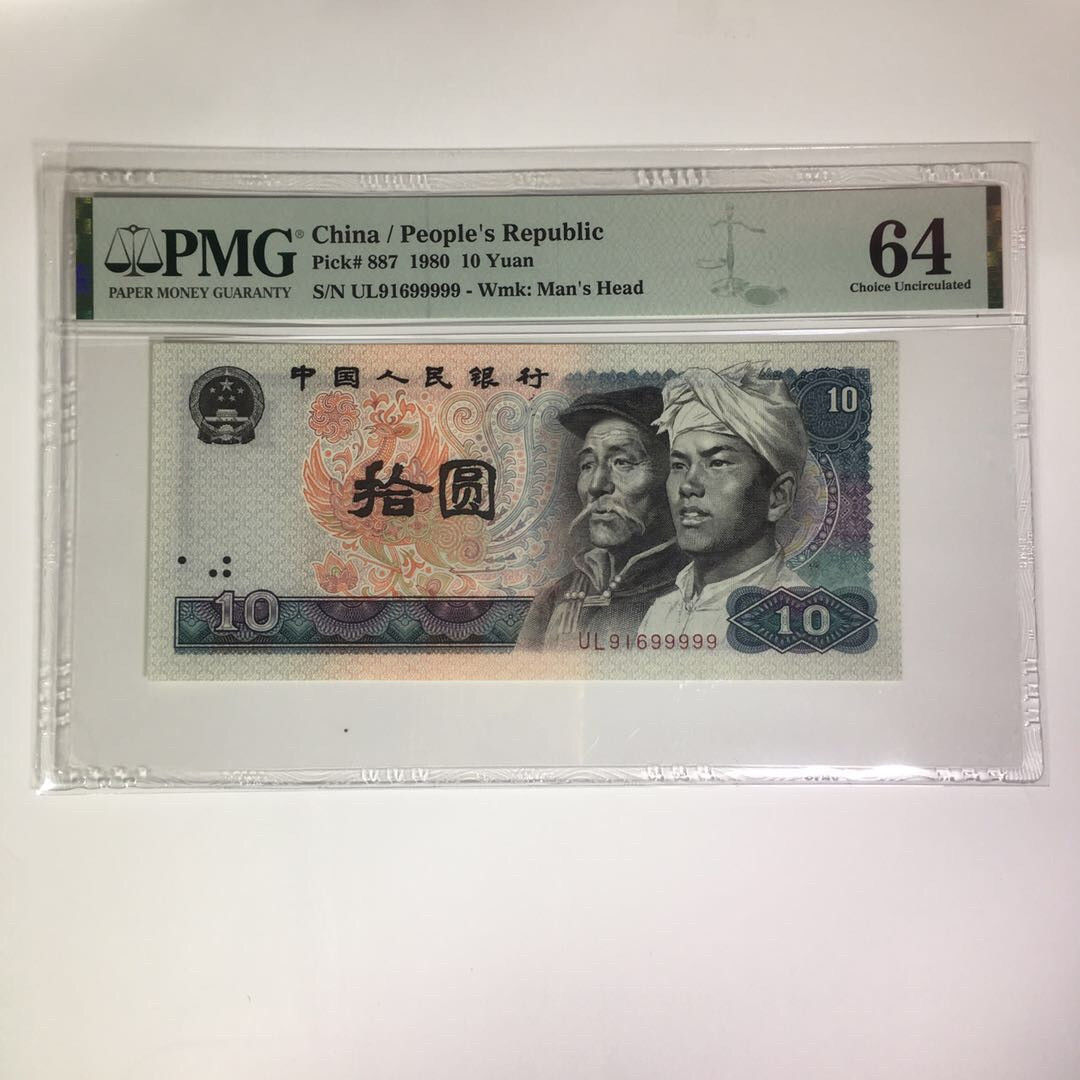 PMG®
PAPER MONEY GUARANTY
China / People's Republic
Pick# 887 1980 10 Yuan
S/N UL91699999 - Wmk: Man's Head
64
Choice Uncirculated
中国人民银行
10
拾圆
10
UL91699999
10